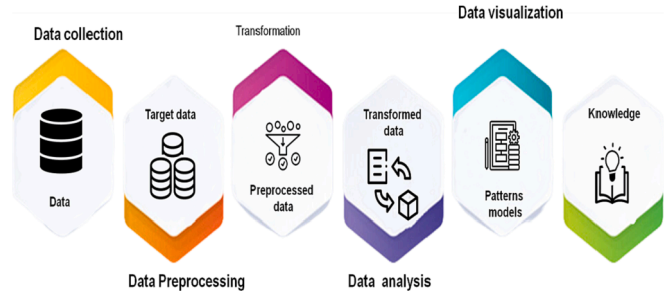 Data collection
Transformation
Data visualization
Data
Target data
Preprocessed
data
Transformed
data
Patterns
models
Knowledge
Data Preprocessing
Data analysis